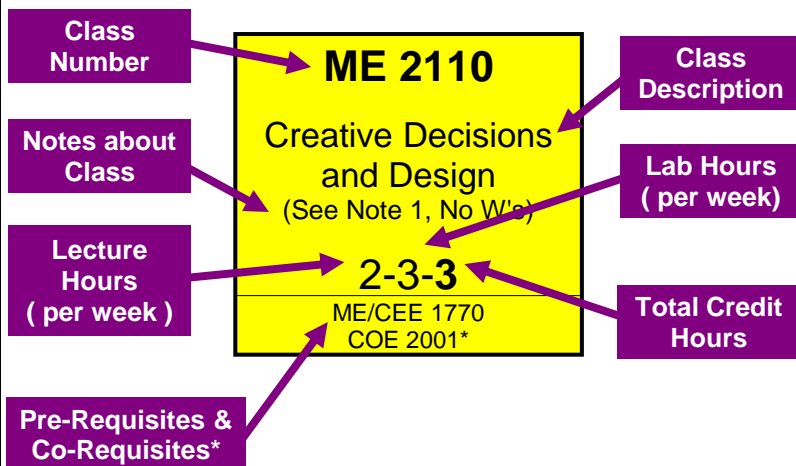 Class
Number
ME 2110
Class
Description
Notes about
Class
Creative Decisions
and Design
(See Note 1, No W's)
Lab Hours
( per week)
Lecture
Hours
( per week )
2-3-3
ME/CEE 1770
COE 2001*
Total Credit
Hours
Pre-Requisites &
Co-Requisites*